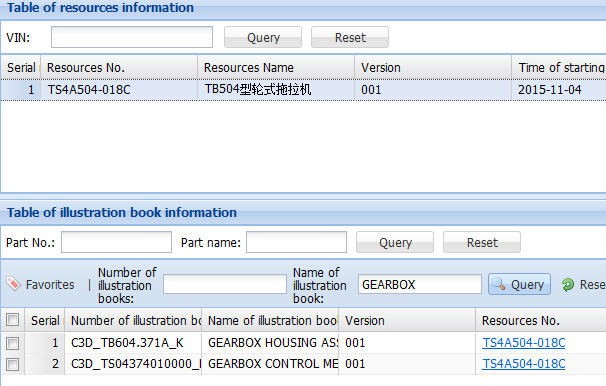 Table of resources information
VIN: Query Reset
Serial Resources No. Resources Name Version Time of starting
1 TS4A504-018C TB504型轮式拖拉机 001 2015-11-04
Table of illustration book information
Part No.: Part name: Query Reset
Favorites Number of illustration books: Name of illustration book: GEARBOX Query Rese
Serial Number of illustration bo Name of illustration boo Version Resources No.
1 C3D_TB604.371A_K GEARBOX HOUSING ASS 001 TS4A504-018C
2 C3D_TS04374010000_ GEARBOX CONTROL ME 001 TS4A504-018C